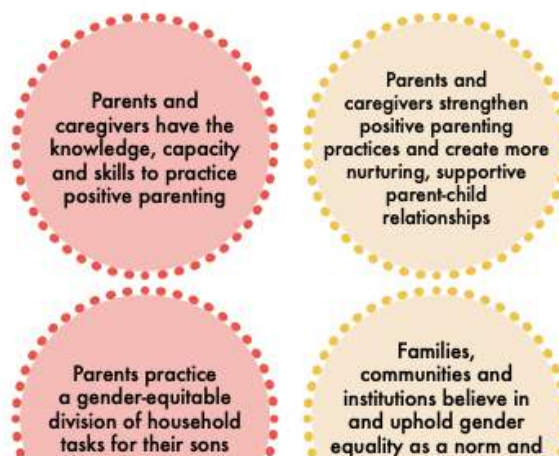 Parents and
caregivers have the
knowledge, capacity
and skills to practice
positive parenting
Parents and
caregivers strengthen
positive parenting
practices and create more
nurturing, supportive
parent-child
relationships
Parents practice
a gender-equitable
division of household
tasks for their sons
Families,
communities and
institutions believe in
and uphold gender
equality as a norm and